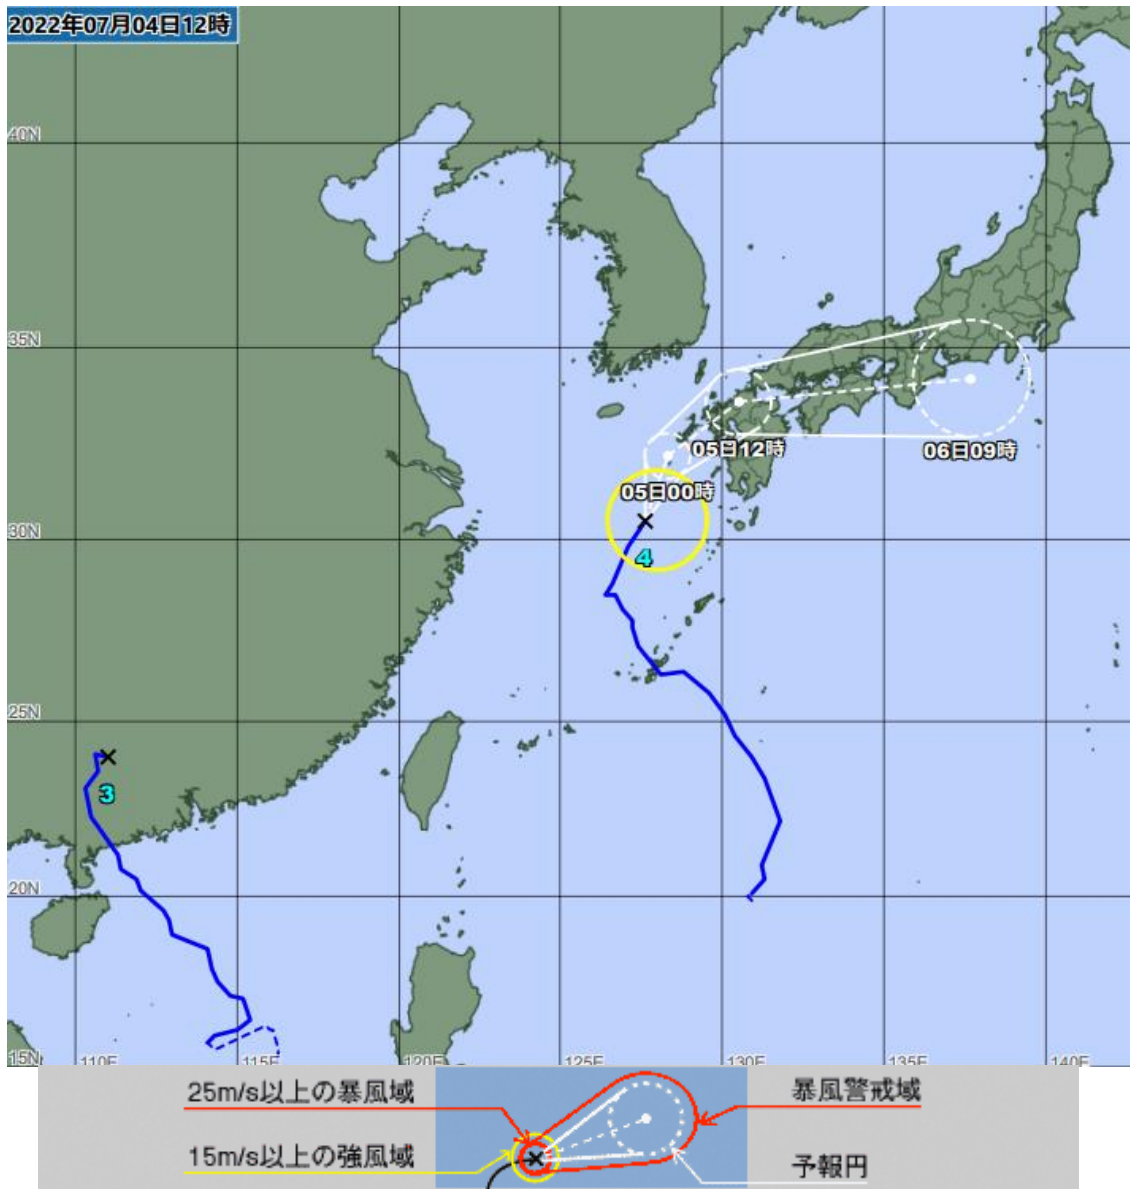 2022年07月04日12時
40N
35N
05日12時
06日09時
05日00時
30N
4
25N
3
20N
15N
110E
115E
120E
125E
130E
135E
140E
25m/s以上の暴風域
暴風警戒域
15m/s以上の強風域
予報円